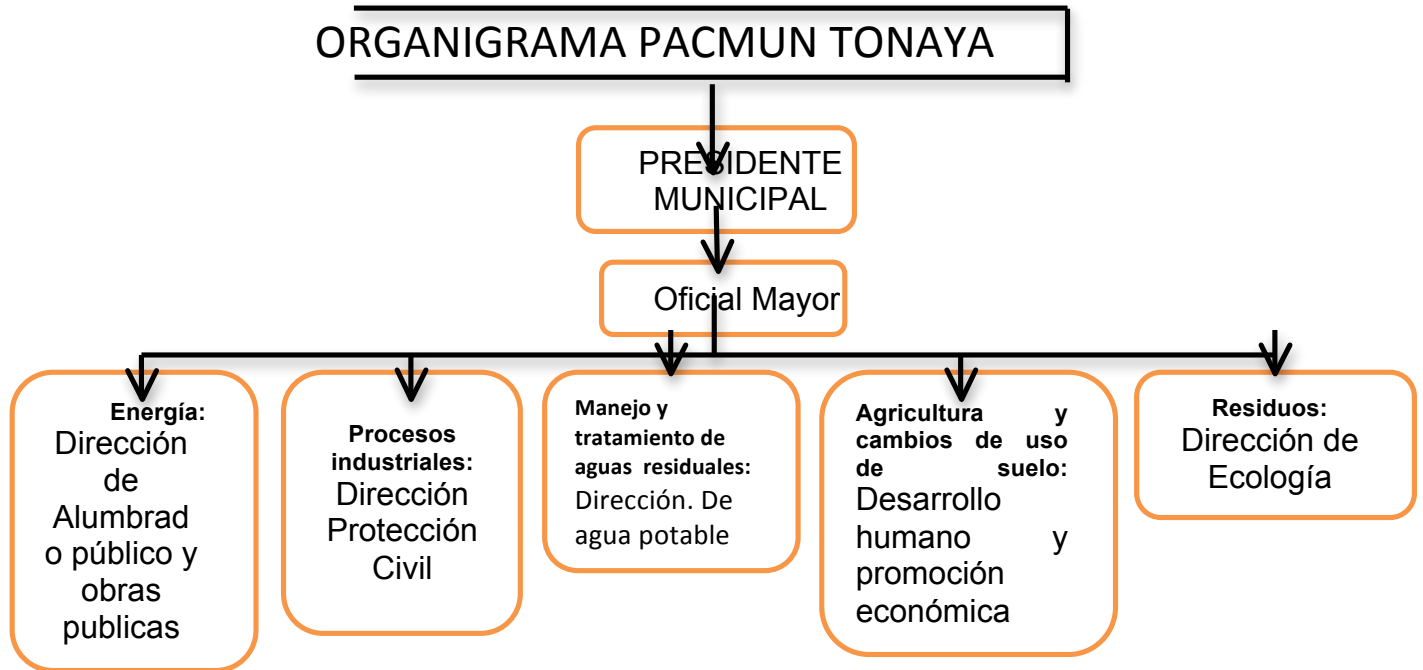 ORGANIGRAMA PACMUN TONAYA
PRESIDENTE
MUNICIPAL
Oficial Mayor
Energía:
Dirección
de
Alumbrad
o público y
obras
publicas
Procesos
industriales:
Dirección
Protección
Civil
Manejo y
tratamiento de
aguas residuales:
Dirección. De
agua potable
Agricultura y
cambios de uso
de suelo:
Desarrollo
humano y
promoción
económica
Residuos:
Dirección de
Ecología